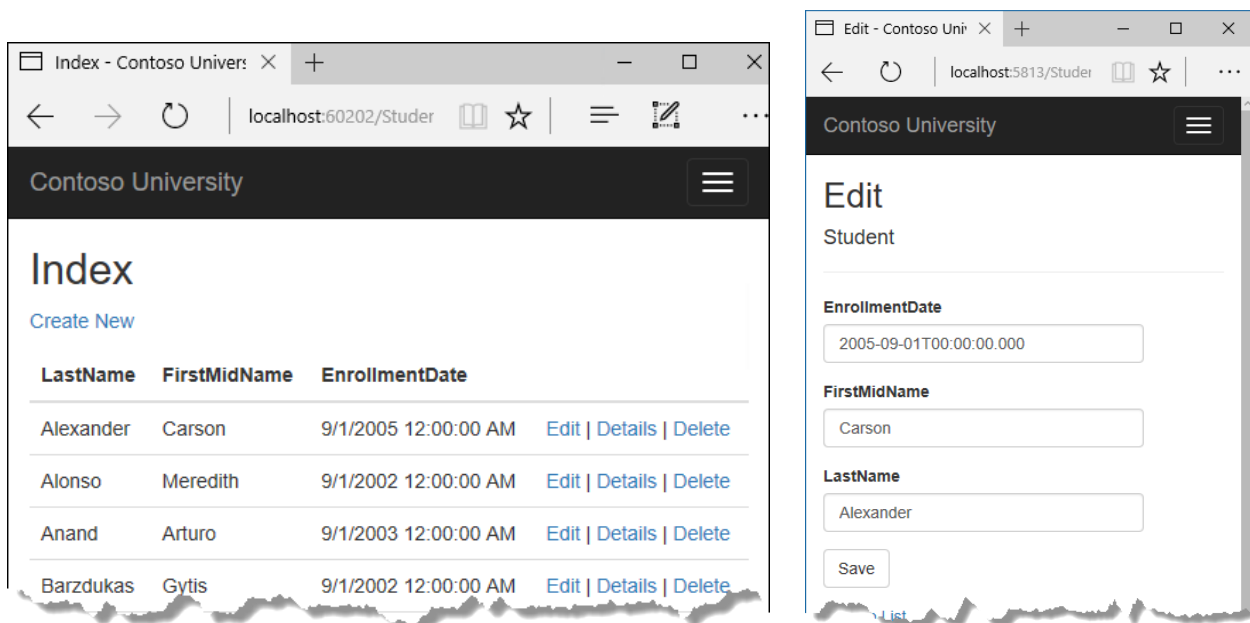 Index - Contoso Univers
localhost:60202/Studer
Contoso University
Index
Create New
LastName FirstMidName EnrollmentDate
Alexander Carson 9/1/2005 12:00:00 AM Edit | Details | Delete
Alonso Meredith 9/1/2002 12:00:00 AM Edit | Details | Delete
Anand Arturo 9/1/2003 12:00:00 AM Edit | Details | Delete
Barzdukas Gytis 9/1/2002 12:00:00 AM Edit | Details | Delete
Edit - Contoso Uni
localhost:5813/Studer
Contoso University
Edit
Student
EnrollmentDate
2005-09-01T00:00:00.000
FirstMidName
Carson
LastName
Alexander
Save
List